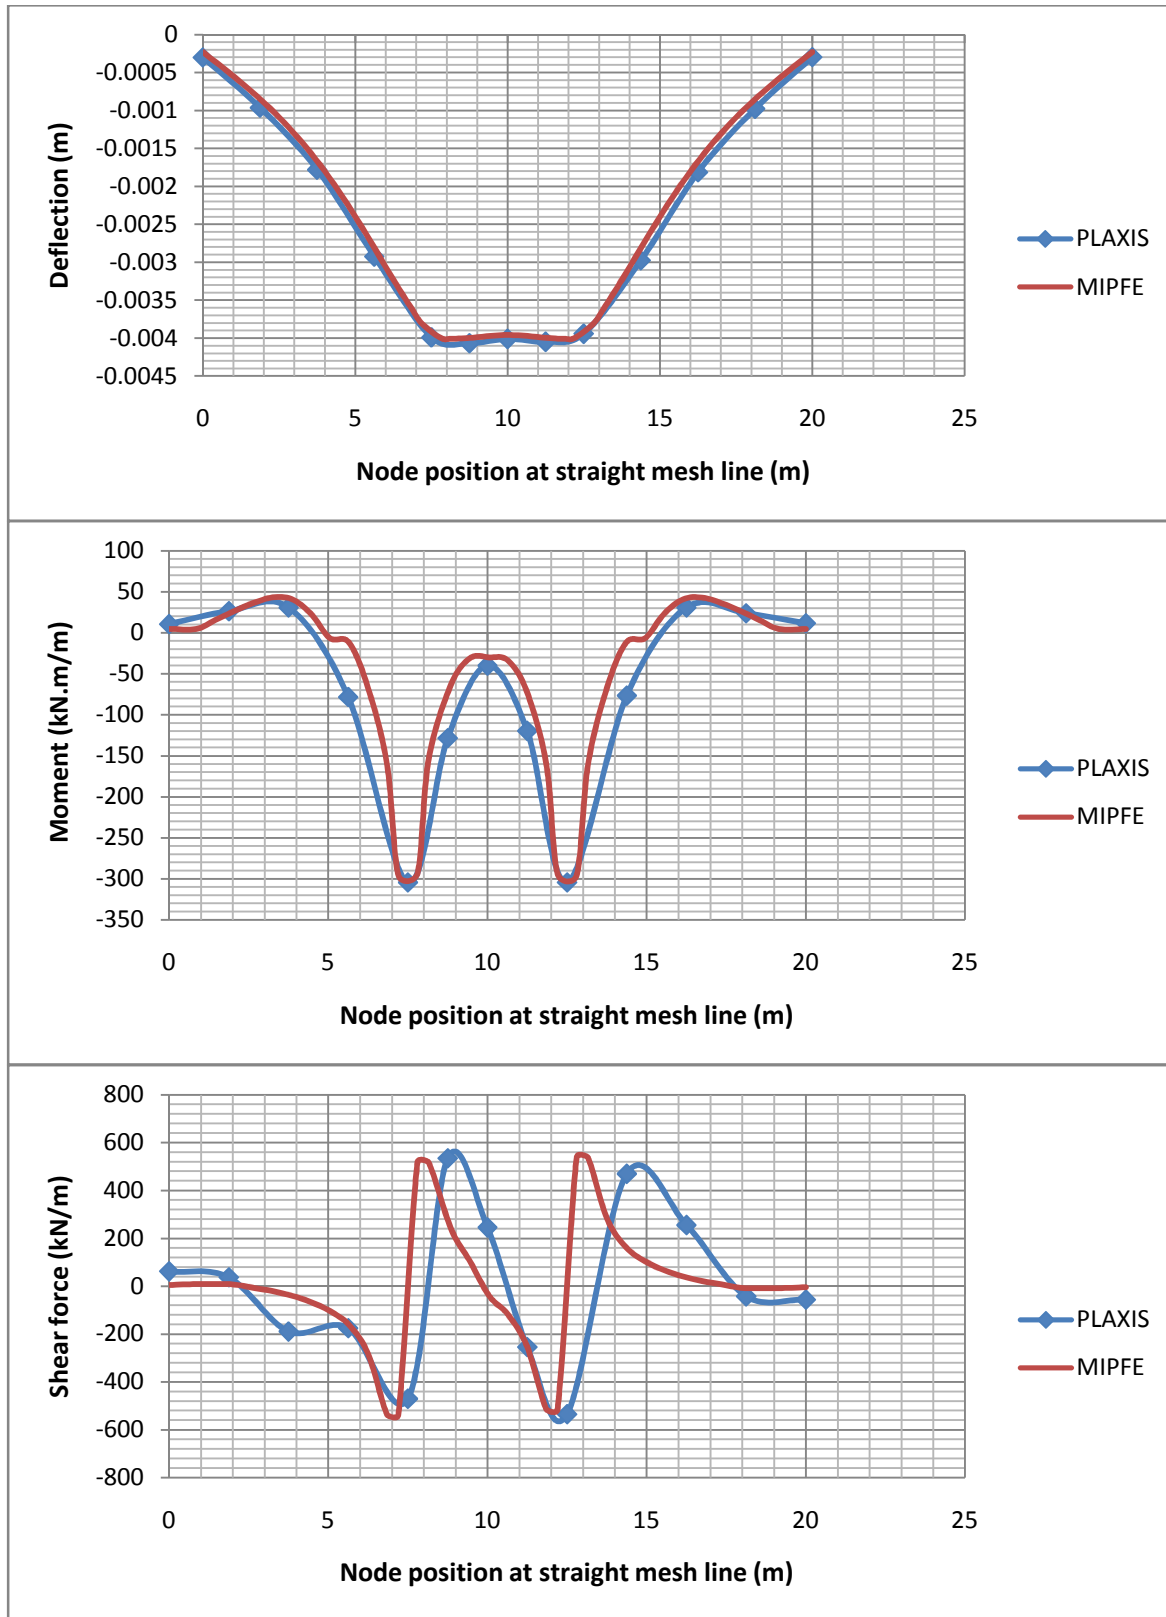 0
-0.0005
-0.001
-0.0015
-0.002
-0.0025
-0.003
-0.0035
-0.004
-0.0045
Deflection (m)
0 5 10 15 20 25
Node position at straight mesh line (m)
PLAXIS
MIPFE
100
50
0
-50
-100
-150
-200
-250
-300
-350
Moment (kN.m/m)
0 5 10 15 20 25
Node position at straight mesh line (m)
PLAXIS
MIPFE
800
600
400
200
0
-200
-400
-600
-800
Shear force (kN/m)
0 5 10 15 20 25
Node position at straight mesh line (m)
PLAXIS
MIPFE